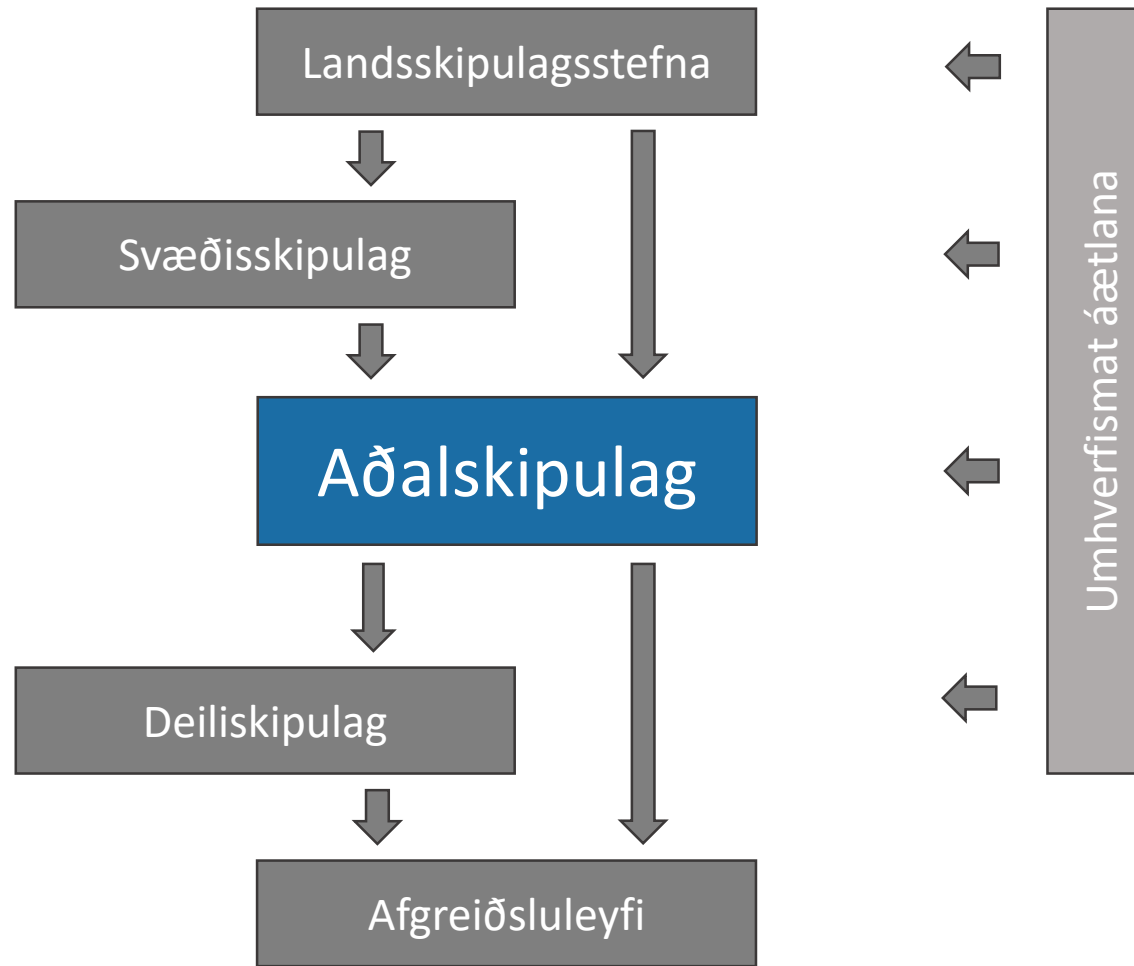 Landsskipulagsstefna
Svæðisskipulag
Aðalskipulag
Deiliskipulag
Afgreiðsluleyfi
Umhverfismat áætlana